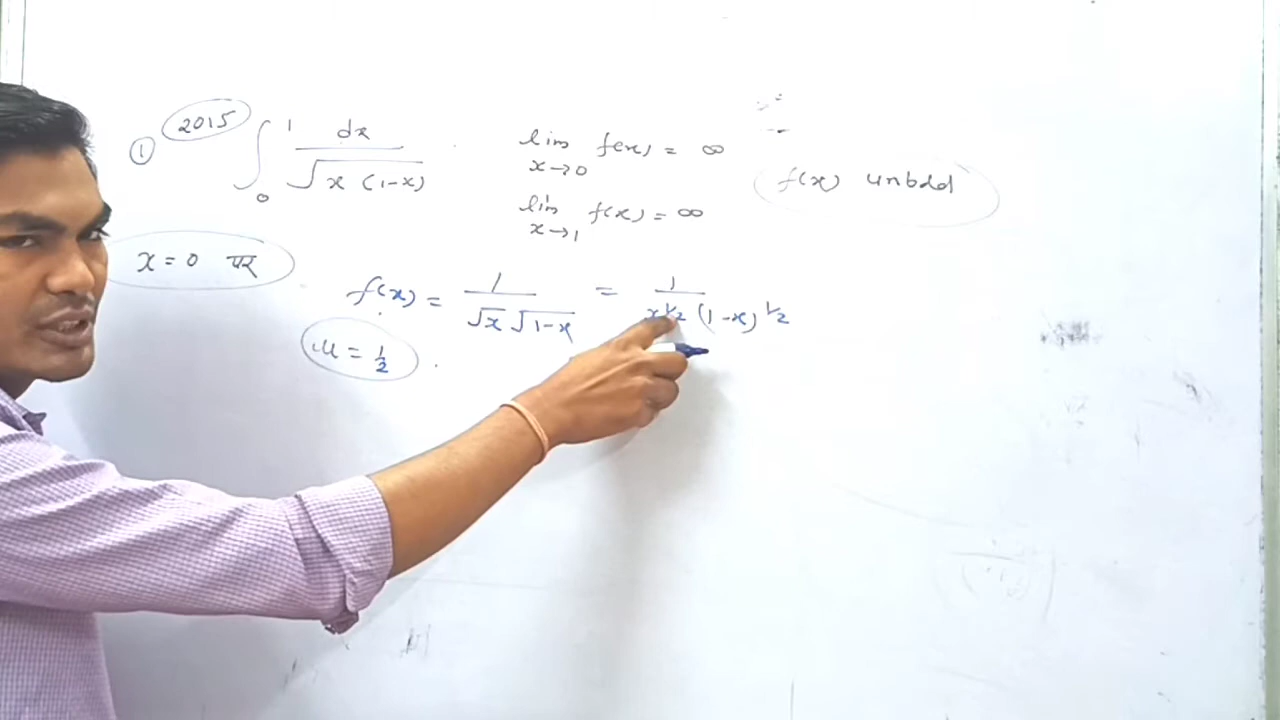 ① 2015 ∫₀¹ dx / √x (1-x)
lim x→0 f(x) = ∞
lim x→1 f(x) = ∞
f(x) unbdd
x = 0 पर
f(x) = 1 / √x √1-x = 1 / x^1/2 (1-x)^1/2
μ = 1/2